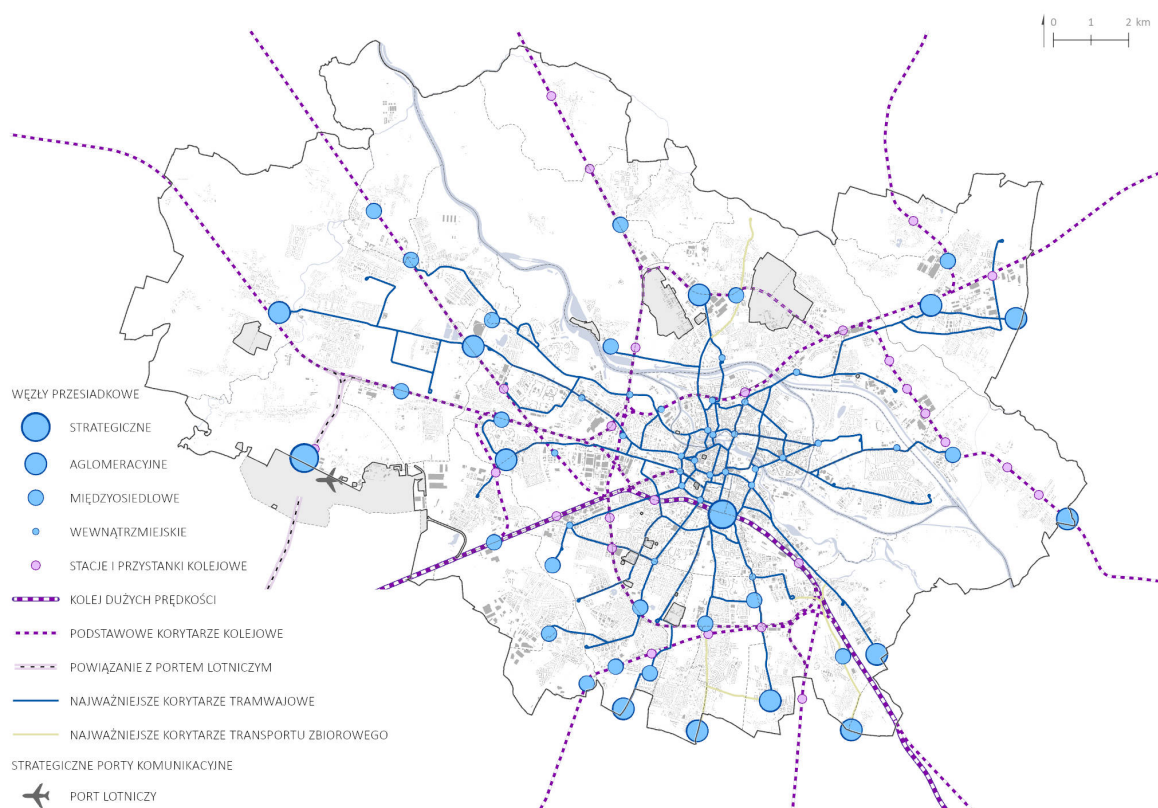 0 1 2 km
WĘZŁY PRZESIADKOWE
STRATEGICZNE
AGLOMERACYJNE
MIĘDZYOSIEDLOWE
WEWNĄTRZMIEJSKIE
STACJE I PRZYSTANKI KOLEJOWE
KOLEJ DUŻYCH PRĘDKOŚCI
PODSTAWOWE KORYTARZE KOLEJOWE
POWIĄZANIE Z PORTEM LOTNICZYM
NAJWAŻNIEJSZE KORYTARZE TRAMWAJOWE
NAJWAŻNIEJSZE KORYTARZE TRANSPORTU ZBIOROWEGO
STRATEGICZNE PORTY KOMUNIKACYJNE
PORT LOTNICZY